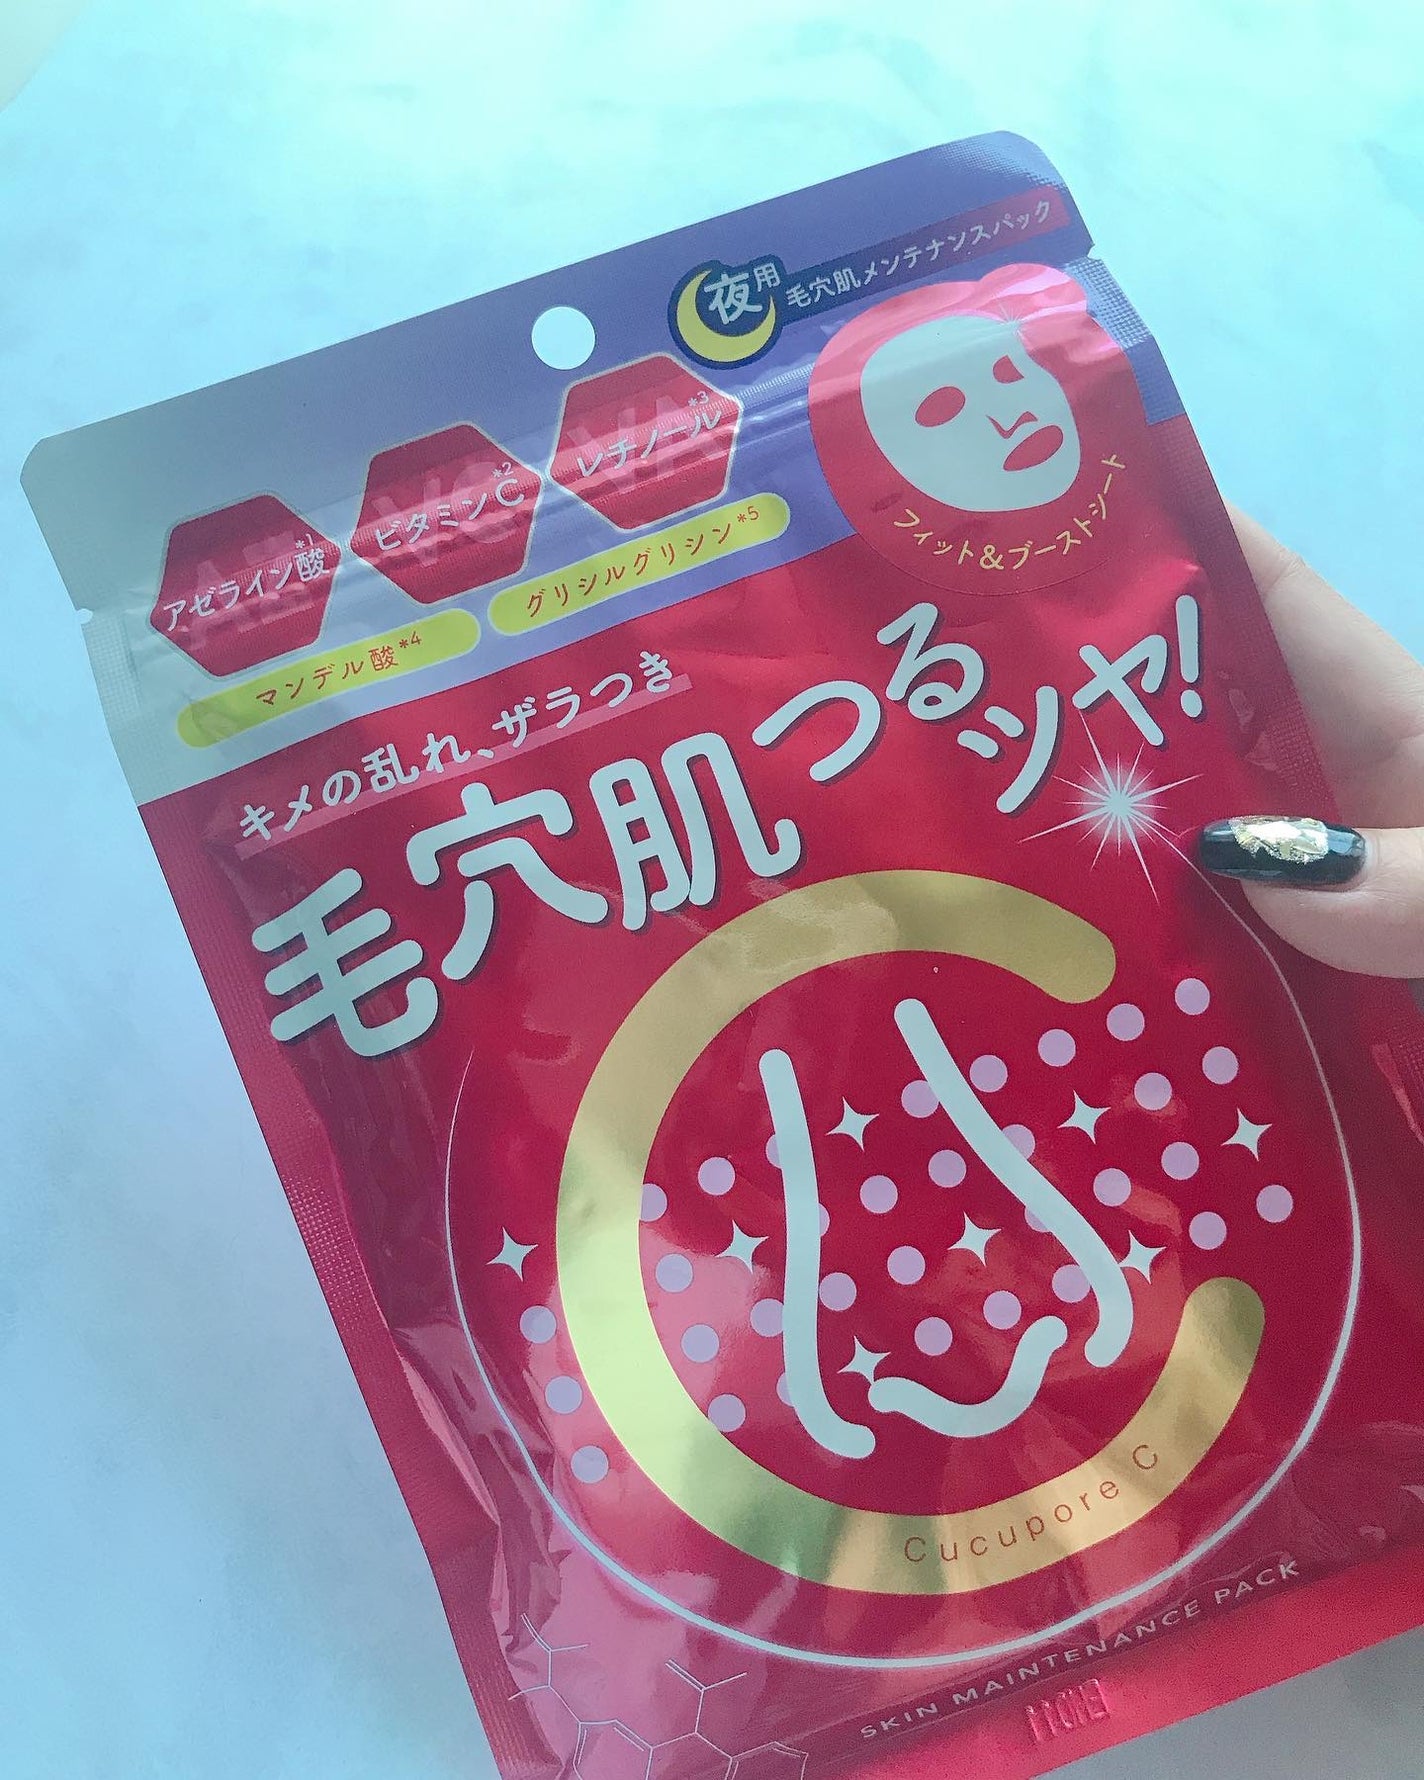 夜用
毛穴肌メンテナンスパック
アゼライン酸*1
ビタミンC*2
レチノール*3
マンデル酸*4
グリシルグリシン*5
フィット&ブーストシート
キメの乱れ、ザラつき
毛穴肌つるツヤ!
Cucupore C
SKIN MAINTENANCE PACK